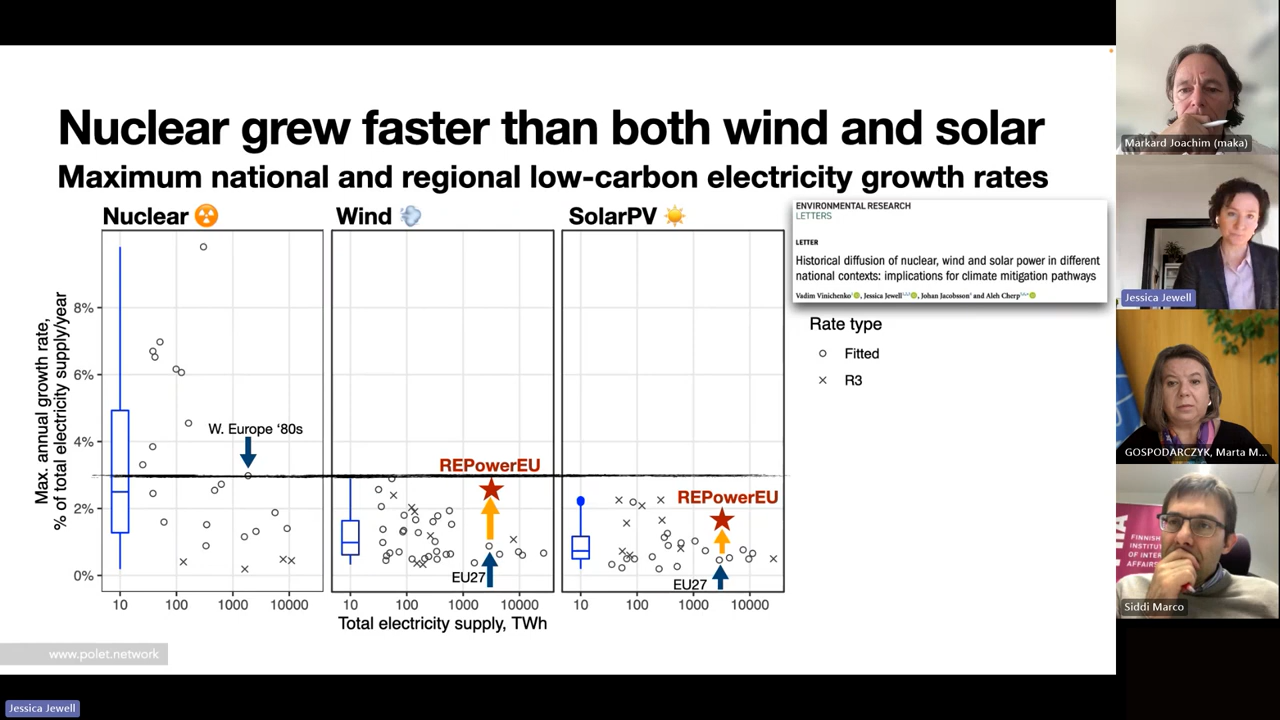 Nuclear grew faster than both wind and solar
Maximum national and regional low-carbon electricity growth rates
Nuclear ☢️
Wind 💨
SolarPV ☀️
Max. annual growth rate,
% of total electricity supply/year
8%
6%
4%
2%
0%
W. Europe ‘80s
REPowerEU
EU27
REPowerEU
EU27
10
100
1000
10000
10
100
1000
10000
10
100
1000
10000
Total electricity supply, TWh
ENVIRONMENTAL RESEARCH
LETTERS
LETTER
Historical diffusion of nuclear, wind and solar power in different
national contexts: implications for climate mitigation pathways
Vadim Vinichenko, Jessica Jewell, Johan Jacobsson and Aleh Cherp
Rate type
Fitted
R3
www.polet.network
Jessica Jewell
Markard Joachim (maka)
Jessica Jewell
GOSPODARCZYK, Marta M...
FINNISH
INSTIT
OF INTER
AFFAIRS
Siddi Marco